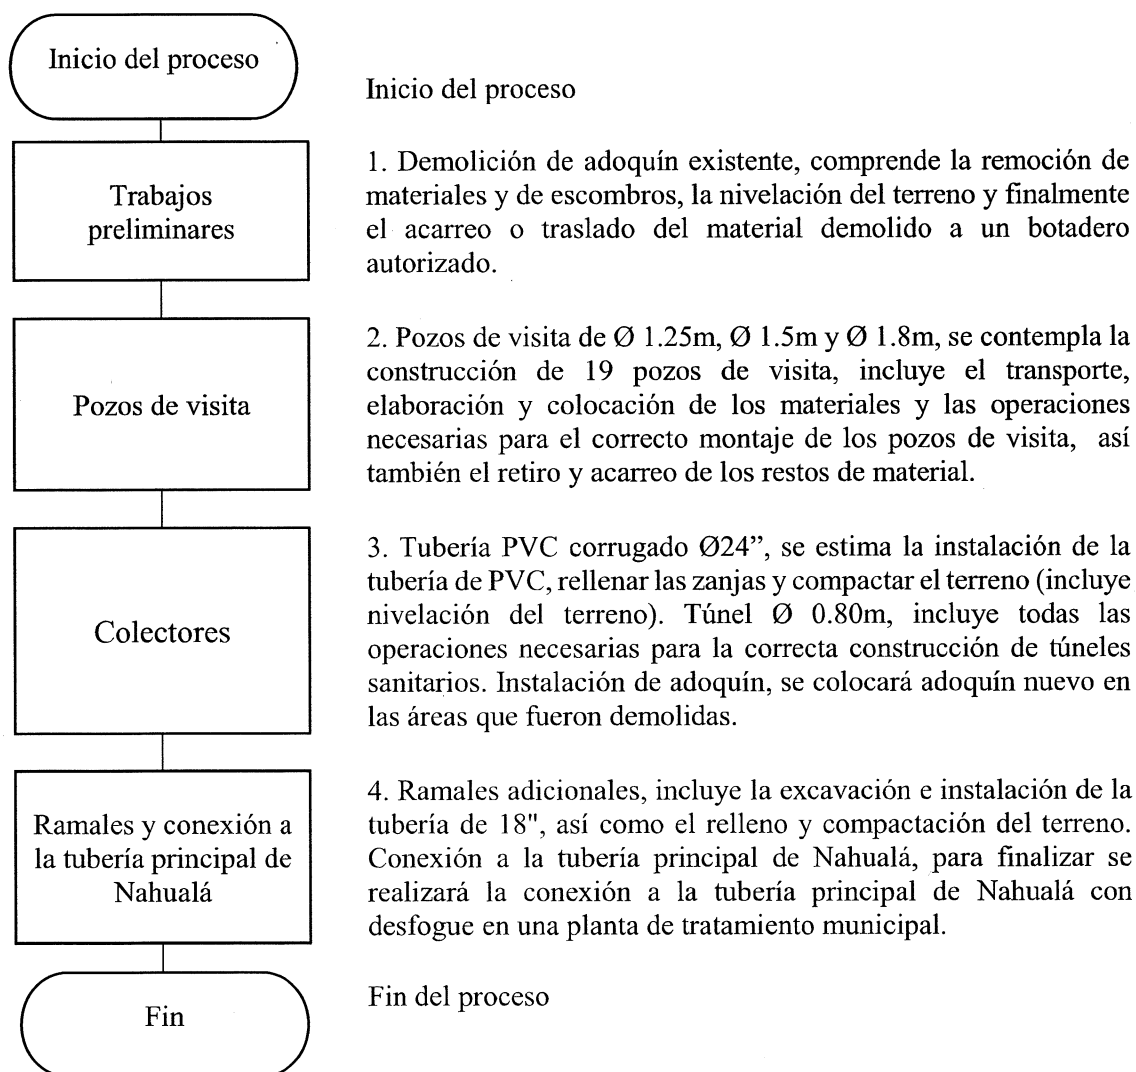 Inicio del proceso
Inicio del proceso
Trabajos
preliminares
1. Demolición de adoquín existente, comprende la remoción de
materiales y de escombros, la nivelación del terreno y finalmente
el acarreo o traslado del material demolido a un botadero
autorizado.
Pozos de visita
2. Pozos de visita de Ø 1.25m, Ø 1.5m y Ø 1.8m, se contempla la
construcción de 19 pozos de visita, incluye el transporte,
elaboración y colocación de los materiales y las operaciones
necesarias para el correcto montaje de los pozos de visita, así
también el retiro y acarreo de los restos de material.
Colectores
3. Tubería PVC corrugado Ø24”, se estima la instalación de la
tubería de PVC, rellenar las zanjas y compactar el terreno (incluye
nivelación del terreno). Túnel Ø 0.80m, incluye todas las
operaciones necesarias para la correcta construcción de túneles
sanitarios. Instalación de adoquín, se colocará adoquín nuevo en
las áreas que fueron demolidas.
Ramales y conexión a
la tubería principal de
Nahualá
4. Ramales adicionales, incluye la excavación e instalación de la
tubería de 18", así como el relleno y compactación del terreno.
Conexión a la tubería principal de Nahualá, para finalizar se
realizará la conexión a la tubería principal de Nahualá con
desfogue en una planta de tratamiento municipal.
Fin
Fin del proceso